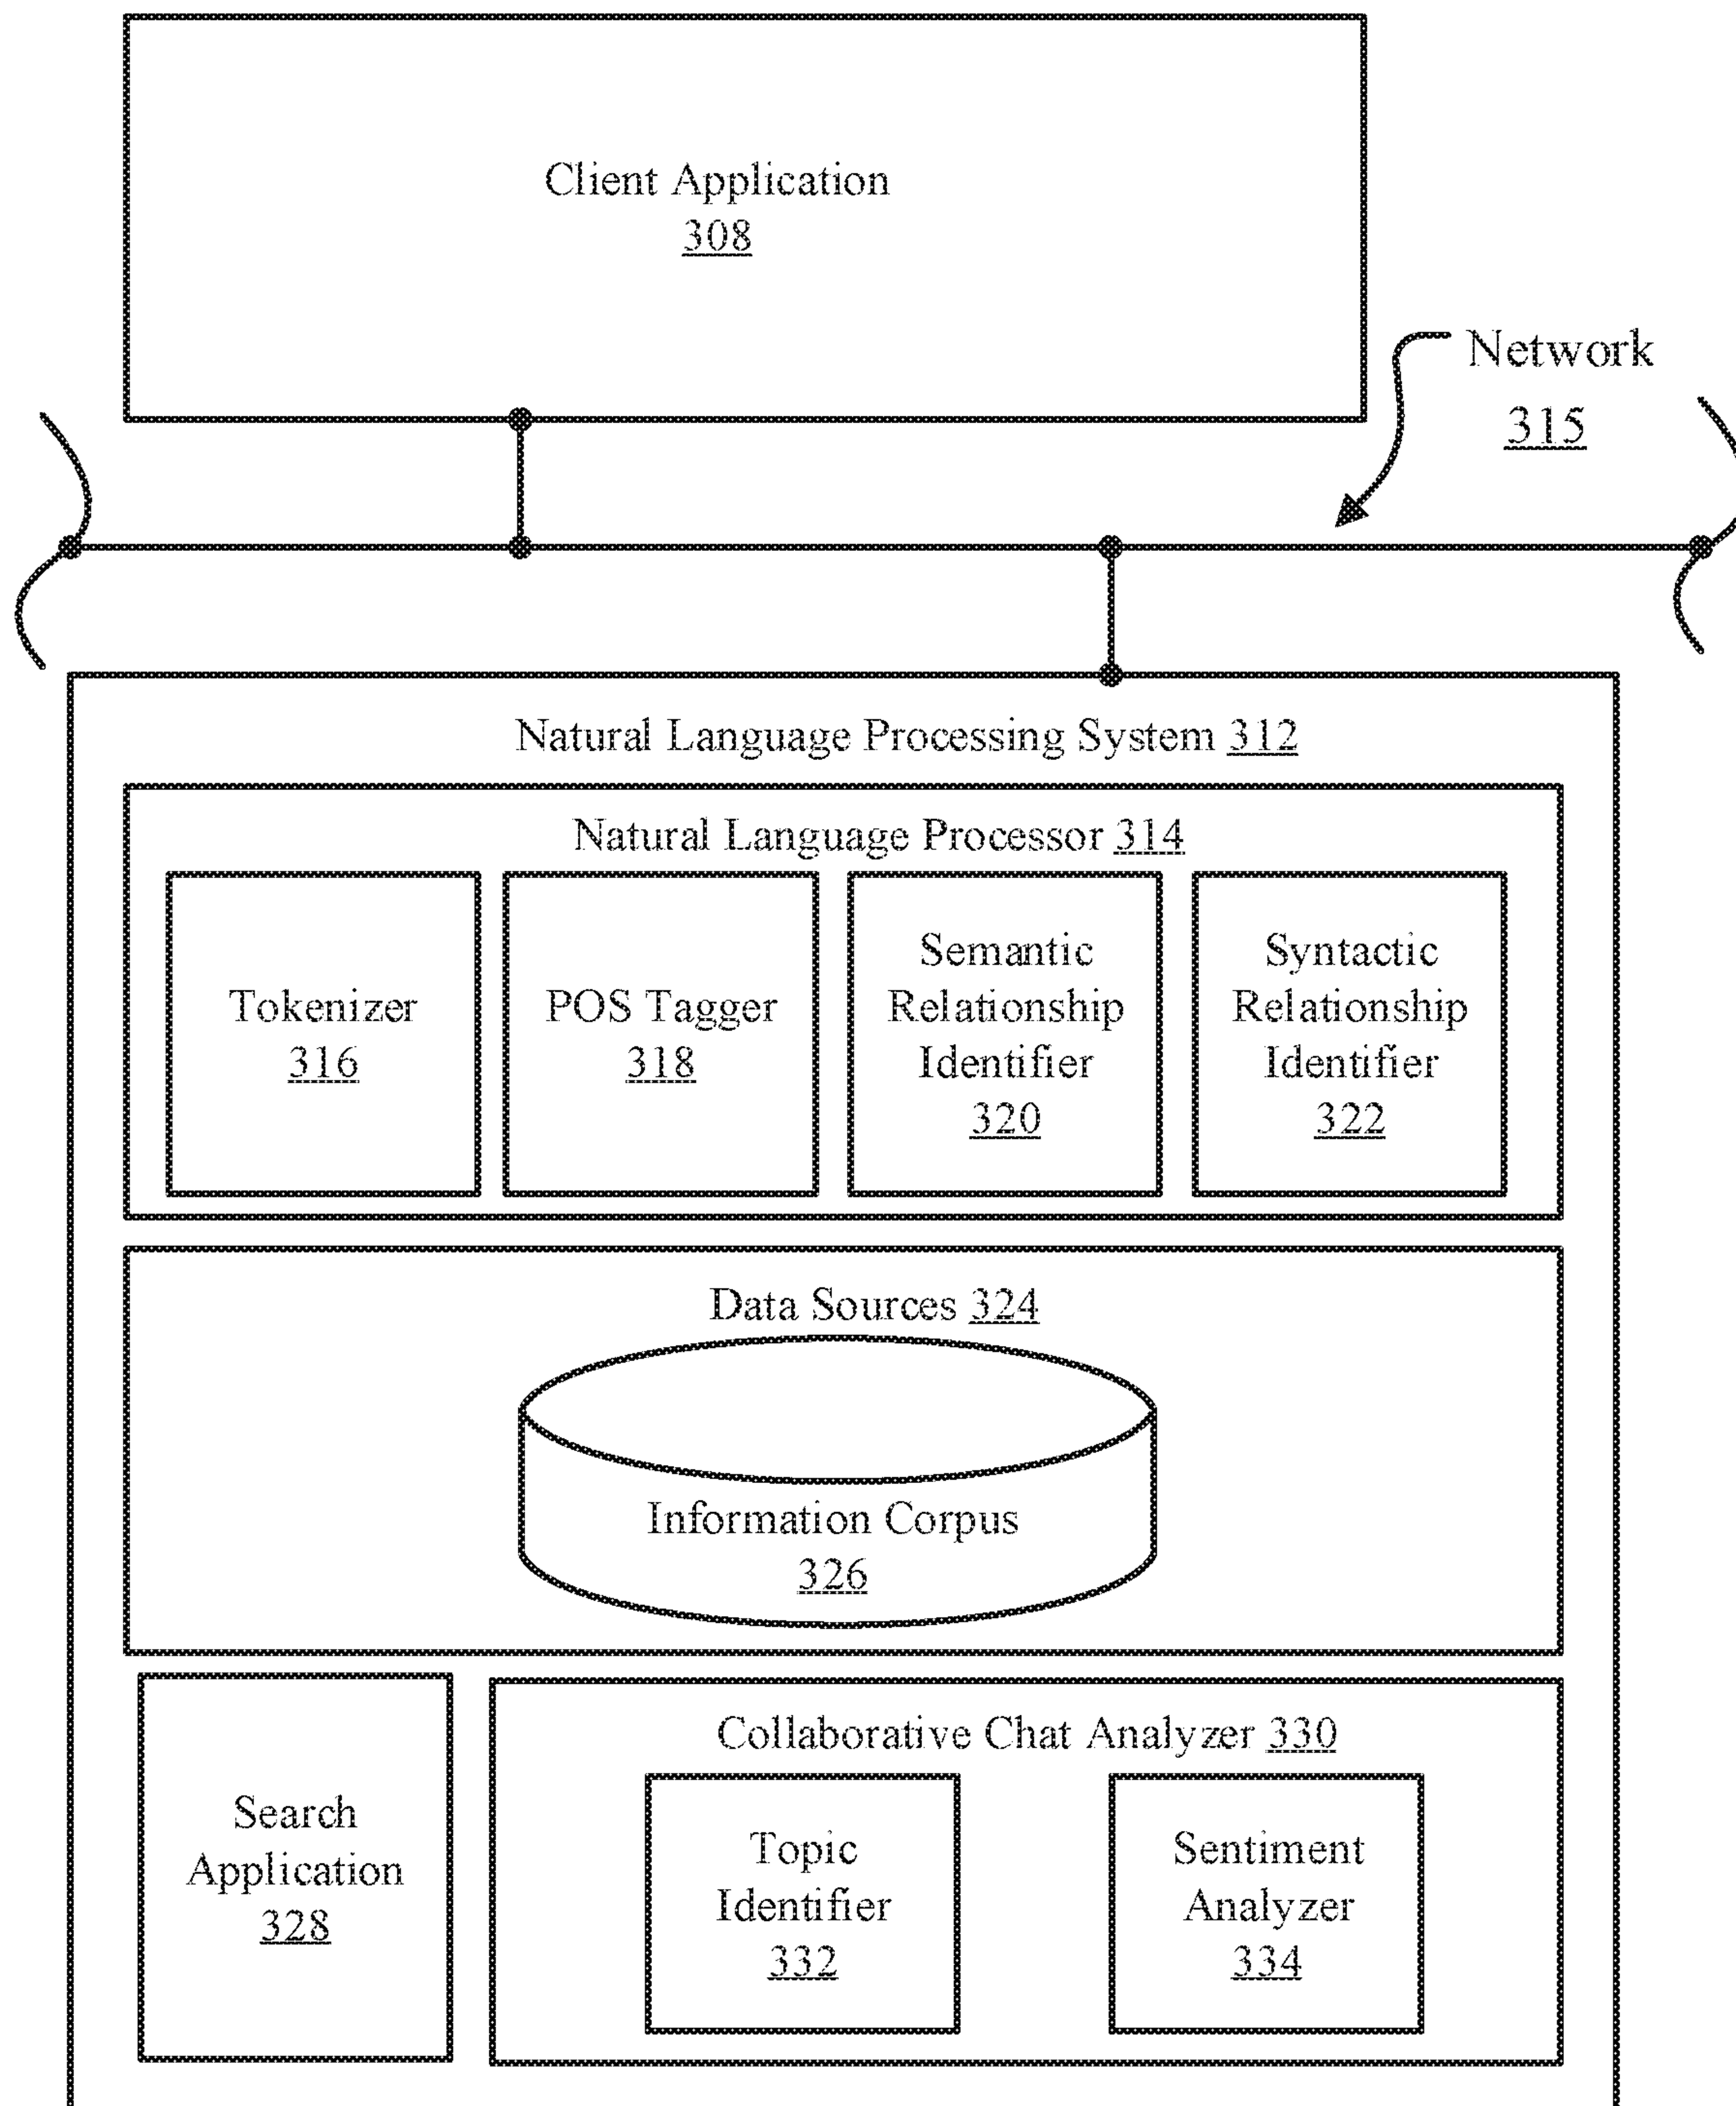 Client Application
308
Network
315
Natural Language Processing System 312
Natural Language Processor 314
Tokenizer
316
POS Tagger
318
Semantic
Relationship
Identifier
320
Syntactic
Relationship
Identifier
322
Data Sources 324
Information Corpus
326
Search
Application
328
Collaborative Chat Analyzer 330
Topic
Identifier
332
Sentiment
Analyzer
334